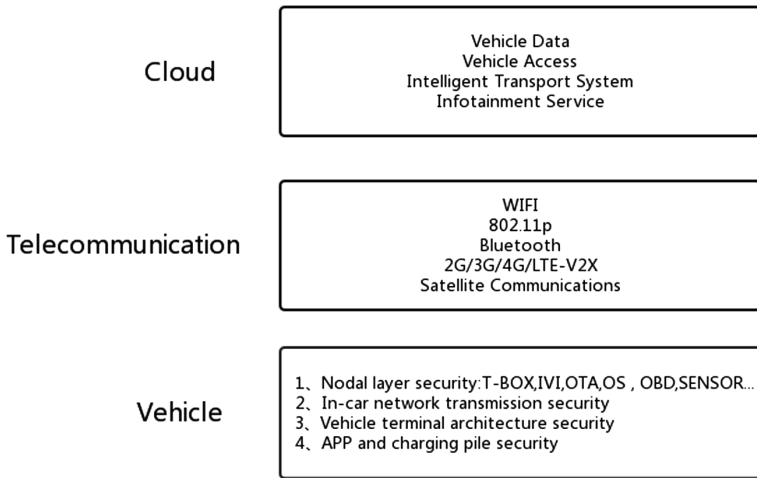 Cloud
Vehicle Data
Vehicle Access
Intelligent Transport System
Infotainment Service
Telecommunication
WIFI
802.11p
Bluetooth
2G/3G/4G/LTE-V2X
Satellite Communications
Vehicle
1、Nodal layer security:T-BOX,IVI,OTA,OS , OBD,SENSOR...
2、In-car network transmission security
3、Vehicle terminal architecture security
4、APP and charging pile security